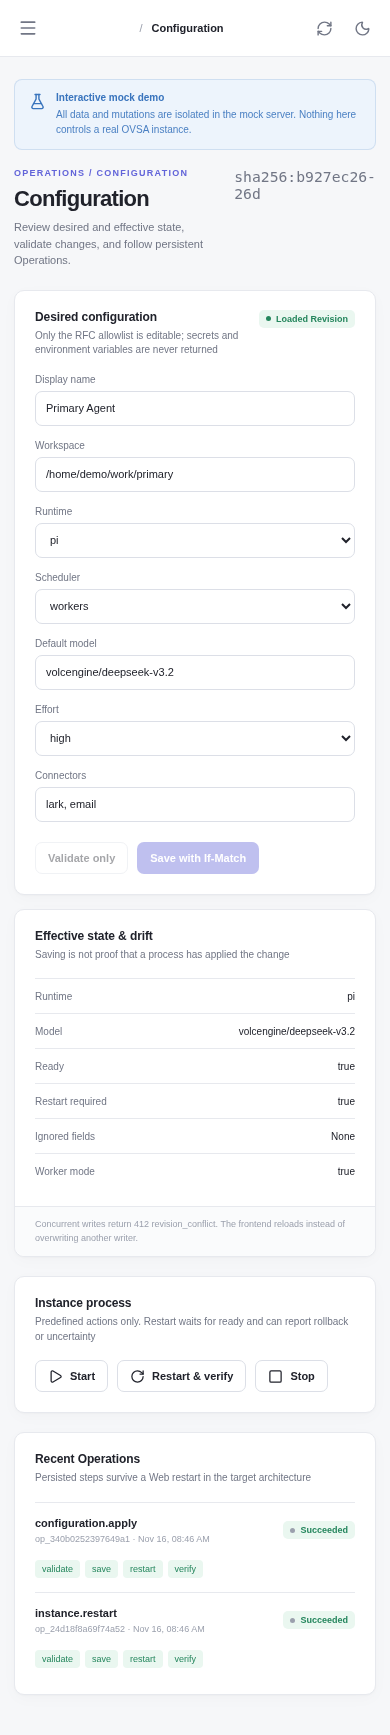 / Configuration
Interactive mock demo
All data and mutations are isolated in the mock server. Nothing here
controls a real OVSA instance.
OPERATIONS / CONFIGURATION
Configuration
Review desired and effective state,
validate changes, and follow persistent
Operations.
sha256:b927ec26-
26d
Desired configuration
Only the RFC allowlist is editable; secrets and
environment variables are never returned
Loaded Revision
Display name
Primary Agent
Workspace
/home/demo/work/primary
Runtime
pi
Scheduler
workers
Default model
volcengine/deepseek-v3.2
Effort
high
Connectors
lark, email
Validate only
Save with If-Match
Effective state & drift
Saving is not proof that a process has applied the change
Runtime pi
Model volcengine/deepseek-v3.2
Ready true
Restart required true
Ignored fields None
Worker mode true
Concurrent writes return 412 revision_conflict. The frontend reloads instead of
overwriting another writer.
Instance process
Predefined actions only. Restart waits for ready and can report rollback
or uncertainty
Start Restart & verify Stop
Recent Operations
Persisted steps survive a Web restart in the target architecture
configuration.apply
op_340b0252397649a1 · Nov 16, 08:46 AM
Succeeded
validate save restart verify
instance.restart
op_24d18f8a69f74a52 · Nov 16, 08:46 AM
Succeeded
validate save restart verify